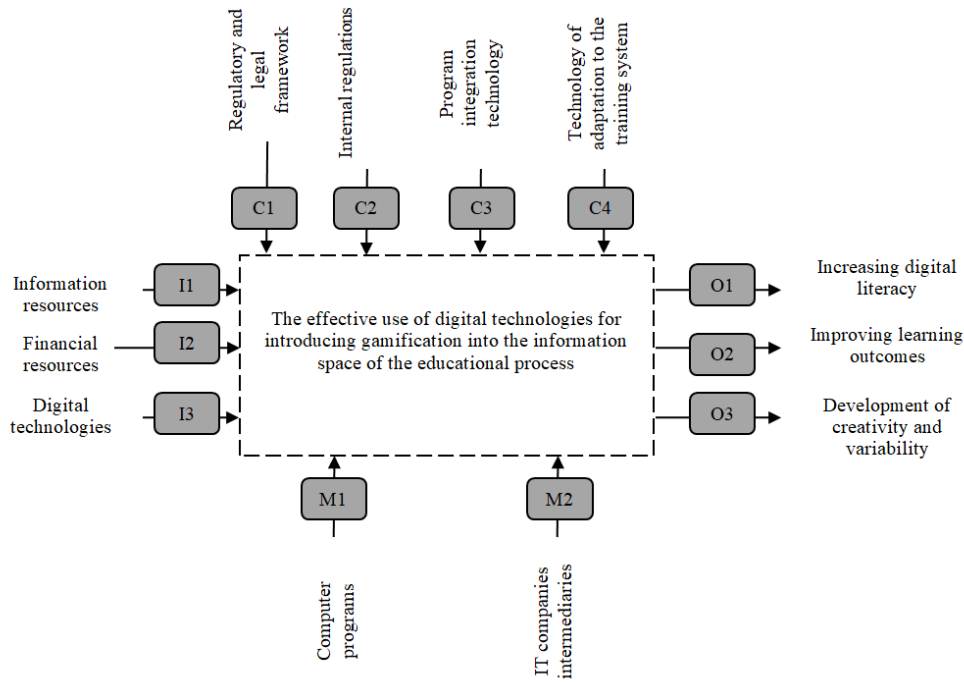 Regulatory and
legal
framework
Internal regulations
Program
integration
technology
Technology of
adaptation to the
training system
C1
C2
C3
C4
Information
resources
I1
Financial
resources
I2
Digital
technologies
I3
The effective use of digital technologies for
introducing gamification into the information
space of the educational process
O1
Increasing digital
literacy
O2
Improving learning
outcomes
O3
Development of
creativity and
variability
M1
M2
Computer
programs
IT companies
intermediaries